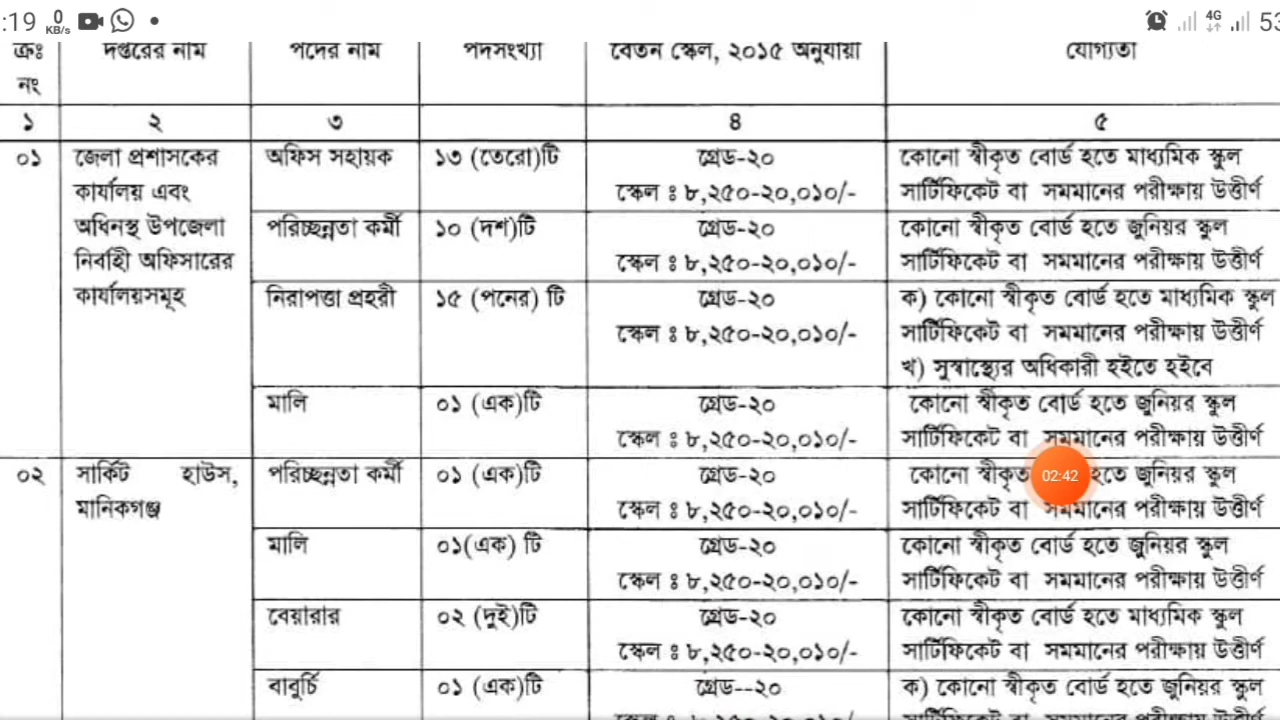 :19 0 KB/s 4G 53
ক্রঃ নং দপ্তরের নাম পদের নাম পদসংখ্যা বেতন স্কেল, ২০১৫ অনুযায়ী যোগ্যতা
১ ২ ৩ ৪ ৫
০১ জেলা প্রশাসকের অফিস সহায়ক ১৩ (তেরো)টি গ্রেড-২০ কোনো স্বীকৃত বোর্ড হতে মাধ্যমিক স্কুল
কার্যালয় এবং স্কেল ঃ ৮,২৫০-২০,০১০/- সার্টিফিকেট বা সমমানের পরীক্ষায় উত্তীর্ণ
অধিনস্থ উপজেলা পরিচ্ছন্নতা কর্মী ১০ (দশ)টি গ্রেড-২০ কোনো স্বীকৃত বোর্ড হতে জুনিয়র স্কুল
নির্বাহী অফিসারের স্কেল ঃ ৮,২৫০-২০,০১০/- সার্টিফিকেট বা সমমানের পরীক্ষায় উত্তীর্ণ
কার্যালয়সমূহ নিরাপত্তা প্রহরী ১৫ (পনের) টি গ্রেড-২০ ক) কোনো স্বীকৃত বোর্ড হতে মাধ্যমিক স্কুল
স্কেল ঃ ৮,২৫০-২০,০১০/- সার্টিফিকেট বা সমমানের পরীক্ষায় উত্তীর্ণ
খ) সুস্বাস্থ্যের অধিকারী হইতে হইবে
মালি ০১ (এক)টি গ্রেড-২০ কোনো স্বীকৃত বোর্ড হতে জুনিয়র স্কুল
স্কেল ঃ ৮,২৫০-২০,০১০/- সার্টিফিকেট বা সমমানের পরীক্ষায় উত্তীর্ণ
০২ সার্কিট হাউস, পরিচ্ছন্নতা কর্মী ০১ (এক)টি গ্রেড-২০ কোনো স্বীকৃত 02:42 হতে জুনিয়র স্কুল
মানিকগঞ্জ স্কেল ঃ ৮,২৫০-২০,০১০/- সার্টিফিকেট বা সমমানের পরীক্ষায় উত্তীর্ণ
মালি ০১(এক) টি গ্রেড-২০ কোনো স্বীকৃত বোর্ড হতে জুনিয়র স্কুল
স্কেল ঃ ৮,২৫০-২০,০১০/- সার্টিফিকেট বা সমমানের পরীক্ষায় উত্তীর্ণ
বেয়ারার ০২ (দুই)টি গ্রেড-২০ কোনো স্বীকৃত বোর্ড হতে মাধ্যমিক স্কুল
স্কেল ঃ ৮,২৫০-২০,০১০/- সার্টিফিকেট বা সমমানের পরীক্ষায় উত্তীর্ণ
বাবুর্চি ০১ (এক)টি গ্রেড--২০ ক) কোনো স্বীকৃত বোর্ড হতে জুনিয়র স্কুল